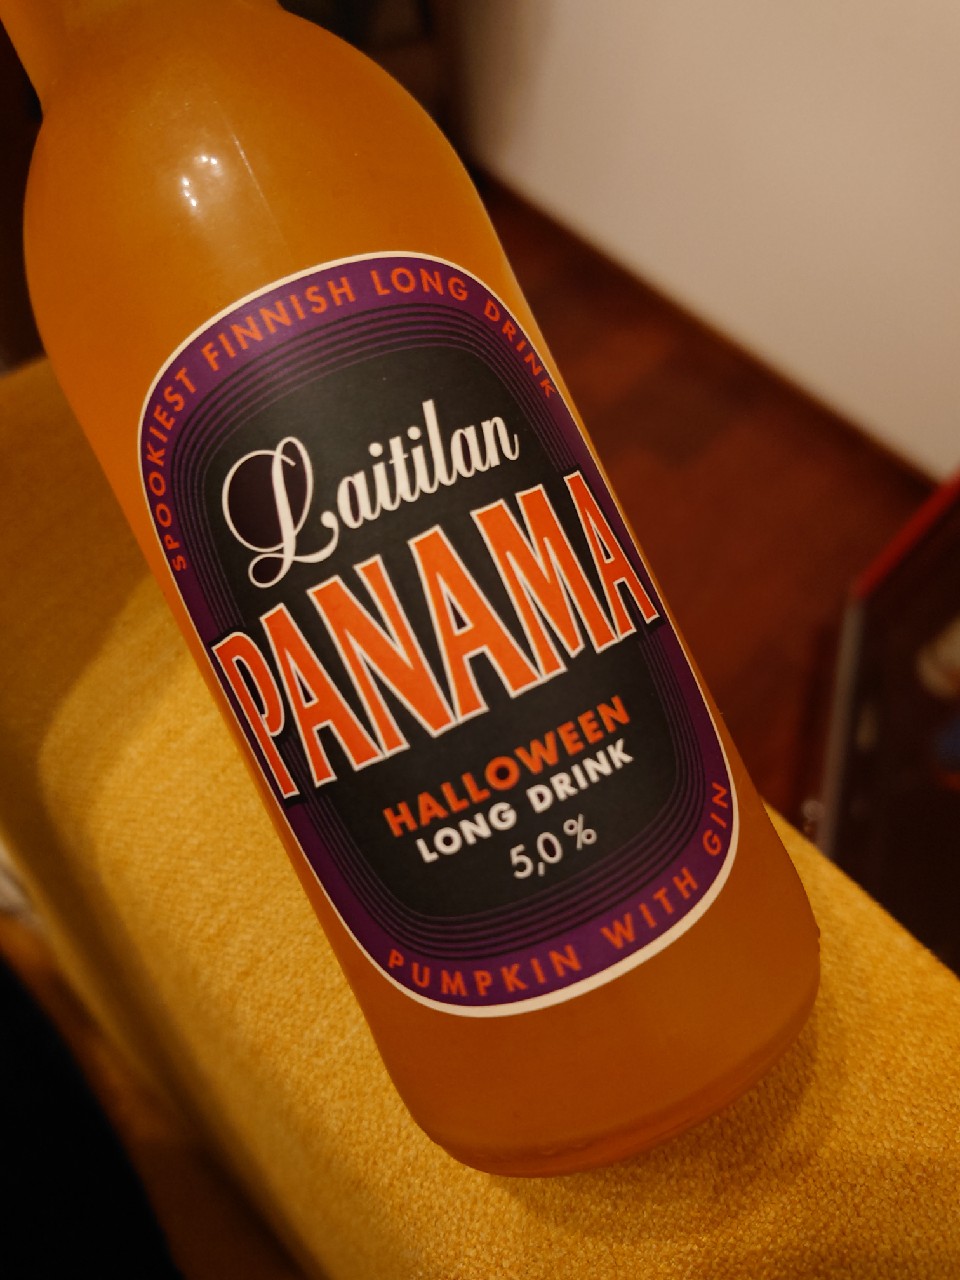 SPOOKIEST FINNISH LONG DRINK
Laitilan
PANAMA
HALLOWEEN
LONG DRINK
5,0 %
PUMPKIN WITH GIN